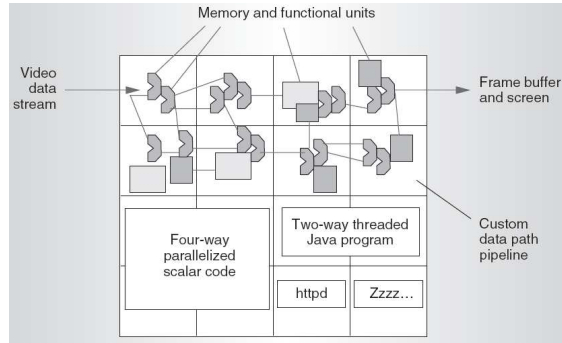 Memory and functional units
Video
data
stream
Frame buffer
and screen
Custom
data path
pipeline
Four-way
parallelized
scalar code
Two-way threaded
Java program
httpd
Zzzz...